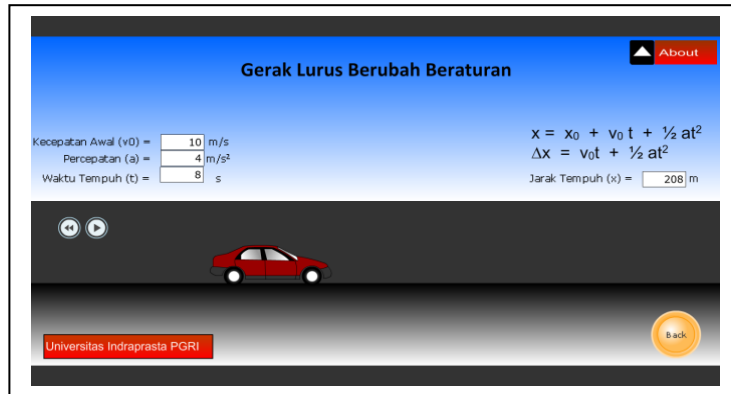 About
Gerak Lurus Berubah Beraturan
Kecepatan Awal (v0) = 10 m/s
Percepatan (a) = 4 m/s²
Waktu Tempuh (t) = 8 s
x = x₀ + v₀ t + ½ at²
Δx = v₀t + ½ at²
Jarak Tempuh (x) = 208 m
Universitas Indraprasta PGRI
Back